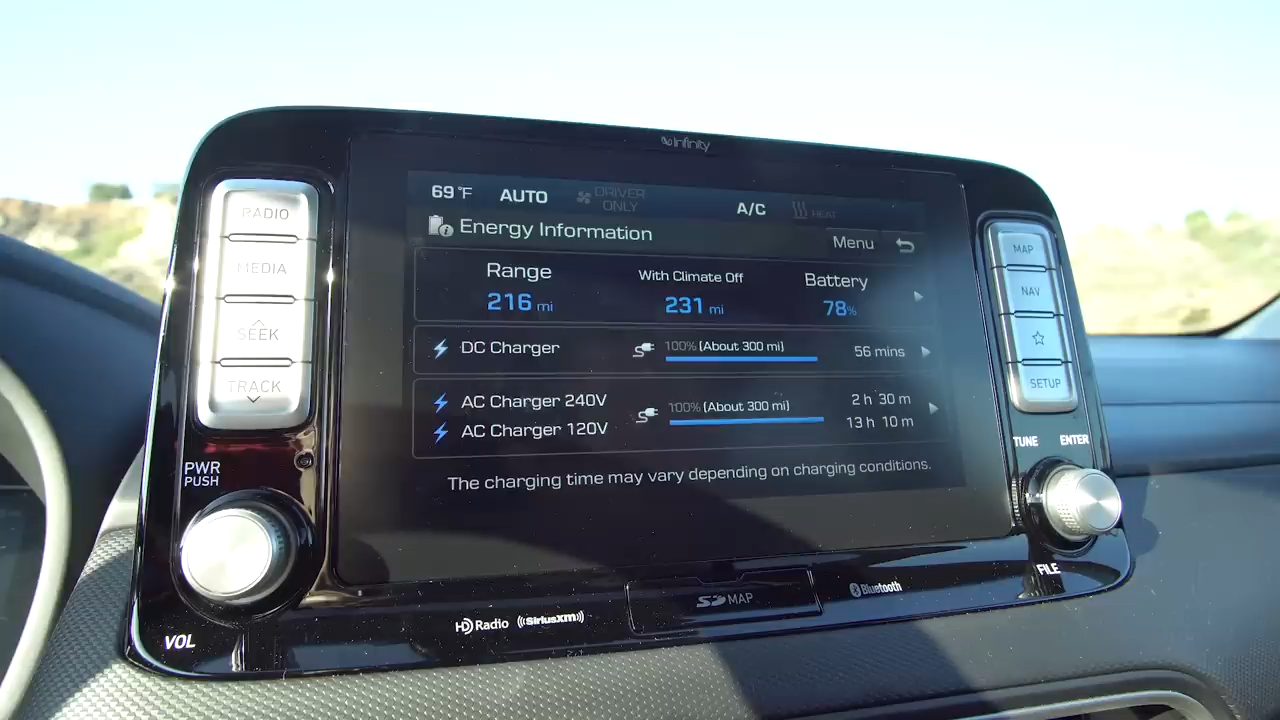 Infinity
69 °F AUTO DRIVER ONLY A/C HEAT
Energy Information
Menu
Range With Climate Off Battery
216 mi 231 mi 78%
DC Charger 100% (About 300 mi) 56 mins
AC Charger 240V 100% (About 300 mi) 2 h 30 m
AC Charger 120V 13 h 10 m
The charging time may vary depending on charging conditions.
RADIO
MEDIA
SEEK
TRACK
PWR
PUSH
VOL
MAP
NAV
SETUP
TUNE ENTER
FILE
HD Radio ((SiriusXM))
SD MAP
Bluetooth